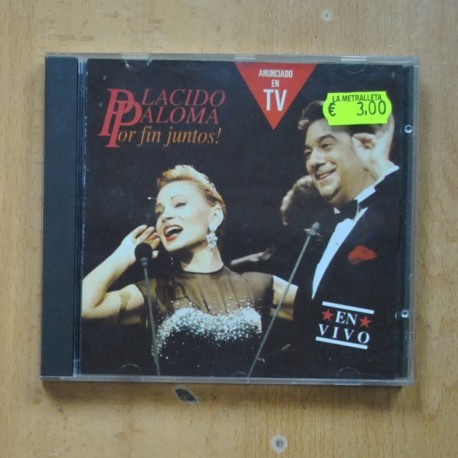 PLACIDO
PALOMA
Por fin juntos!
ANUNCIADO
EN
TV
LA METRALLETA
€ 3,00
EN
VIVO